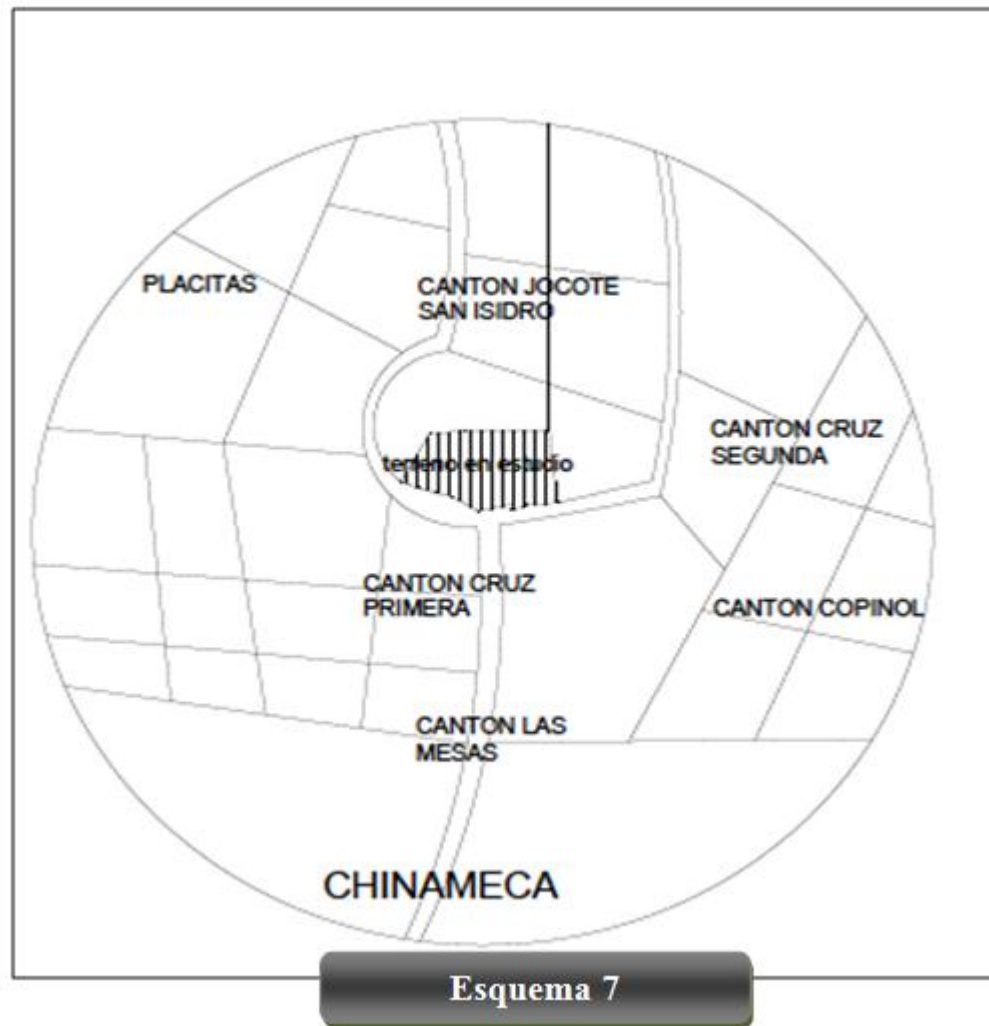 PLACITAS
CANTON JOCOTE
SAN ISIDRO
CANTON CRUZ
SEGUNDA
terreno en estudio
CANTON CRUZ
PRIMERA
CANTON COPINOL
CANTON LAS
MESAS
CHINAMECA
Esquema 7